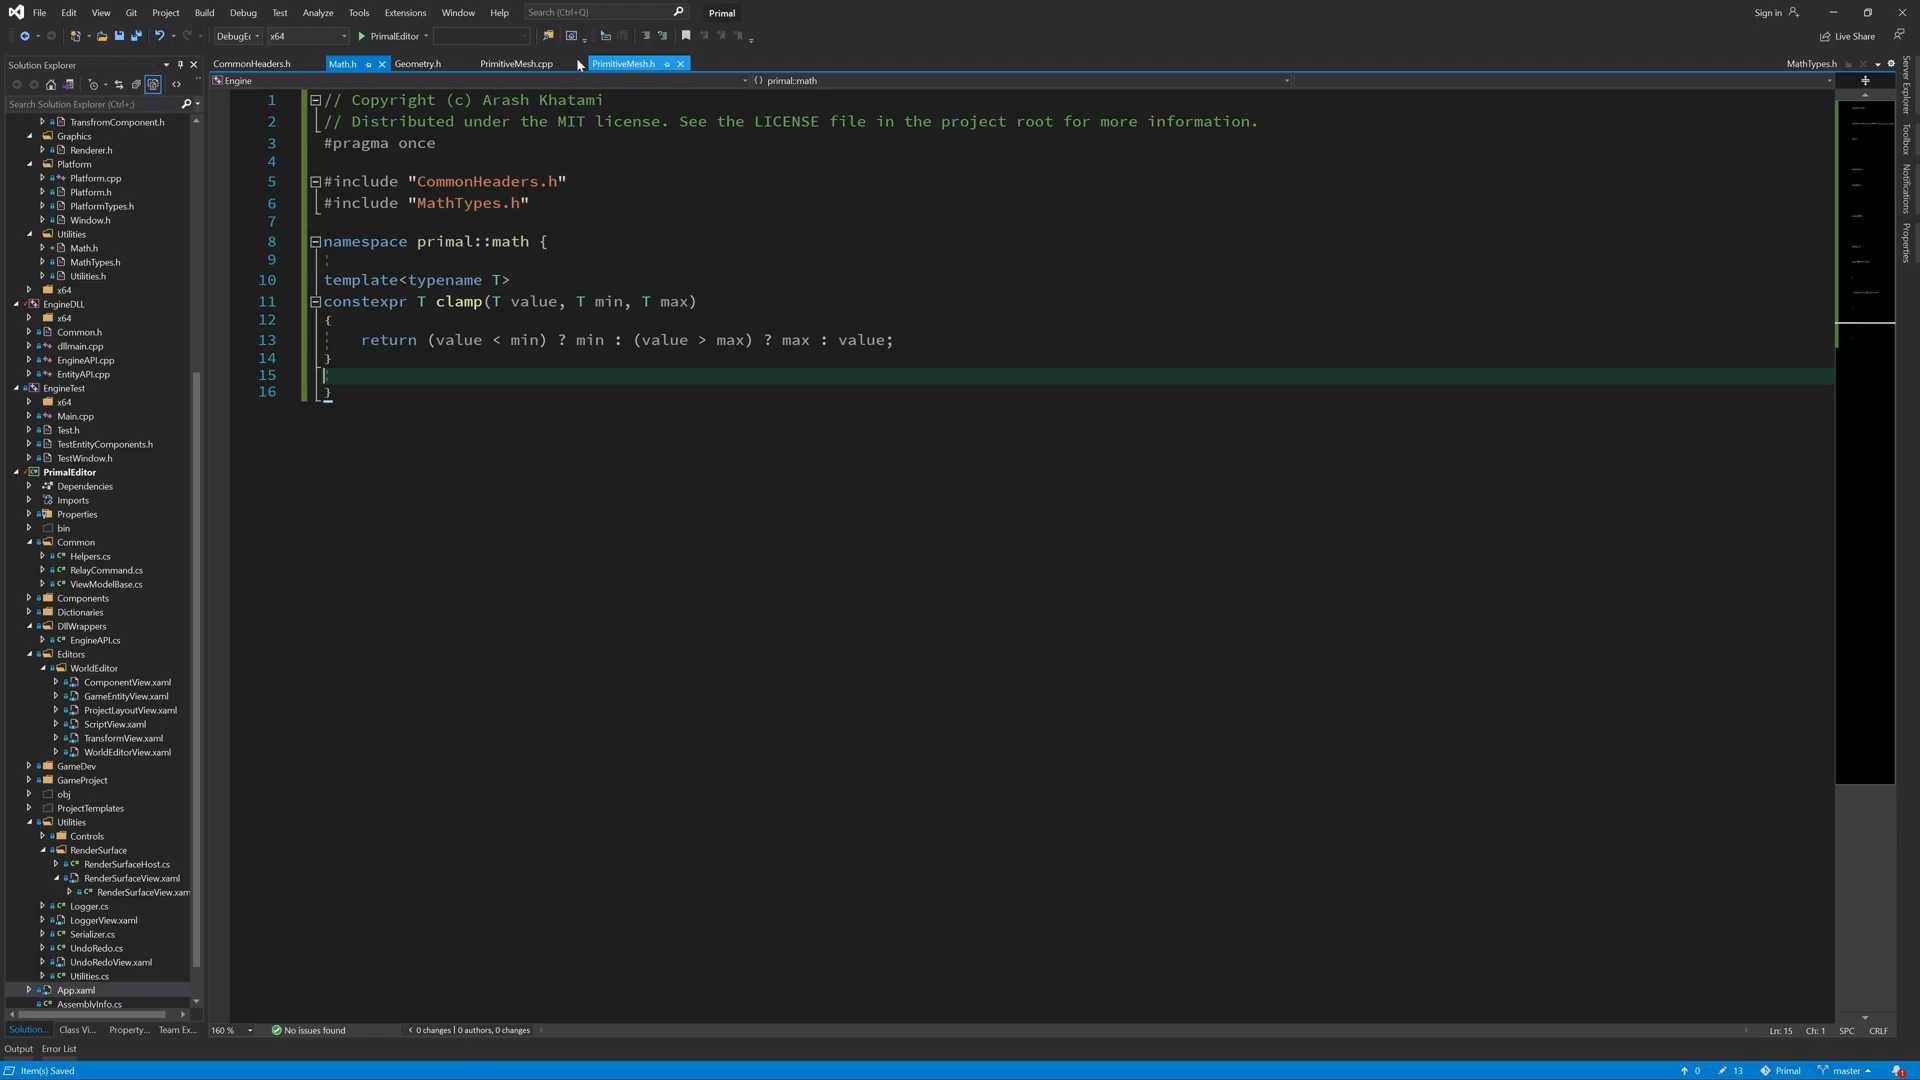 File Edit View Git Project Build Debug Test Analyze Tools Extensions Window Help Search (Ctrl+Q) Primal Sign in
DebugEc x64 PrimalEditor Live Share
Solution Explorer
Search Solution Explorer (Ctrl+;)
TransfromComponent.h
Graphics
Renderer.h
Platform
Platform.cpp
Platform.h
PlatformTypes.h
Window.h
Utilities
Math.h
MathTypes.h
Utilities.h
x64
EngineDLL
x64
Common.h
dllmain.cpp
EngineAPI.cpp
EntityAPI.cpp
EngineTest
x64
Main.cpp
Test.h
TestEntityComponents.h
TestWindow.h
PrimalEditor
Dependencies
Imports
Properties
bin
Common
Helpers.cs
RelayCommand.cs
ViewModelBase.cs
Components
Dictionaries
DllWrappers
EngineAPI.cs
Editors
WorldEditor
ComponentView.xaml
GameEntityView.xaml
ProjectLayoutView.xaml
ScriptView.xaml
TransformView.xaml
WorldEditorView.xaml
GameDev
GameProject
obj
ProjectTemplates
Utilities
Controls
RenderSurface
RenderSurfaceHost.cs
RenderSurfaceView.xaml
RenderSurfaceView.xam
Logger.cs
LoggerView.xaml
Serializer.cs
UndoRedo.cs
UndoRedoView.xaml
Utilities.cs
App.xaml
AssemblyInfo.cs
Solution... Class Vi... Property... Team Ex...
CommonHeaders.h Math.h Geometry.h PrimitiveMesh.cpp PrimitiveMesh.h MathTypes.h
Engine {} primal::math
1 // Copyright (c) Arash Khatami
2 // Distributed under the MIT license. See the LICENSE file in the project root for more information.
3 #pragma once
4
5 #include "CommonHeaders.h"
6 #include "MathTypes.h"
7
8 namespace primal::math {
9
10 template<typename T>
11 constexpr T clamp(T value, T min, T max)
12 {
13 return (value < min) ? min : (value > max) ? max : value;
14 }
15
16 }
160 % No issues found < 0 changes | 0 authors, 0 changes Ln: 15 Ch: 1 SPC CRLF
Server Explorer
Toolbox
Notifications
Properties
Output Error List
Item(s) Saved 0 13 Primal master 1